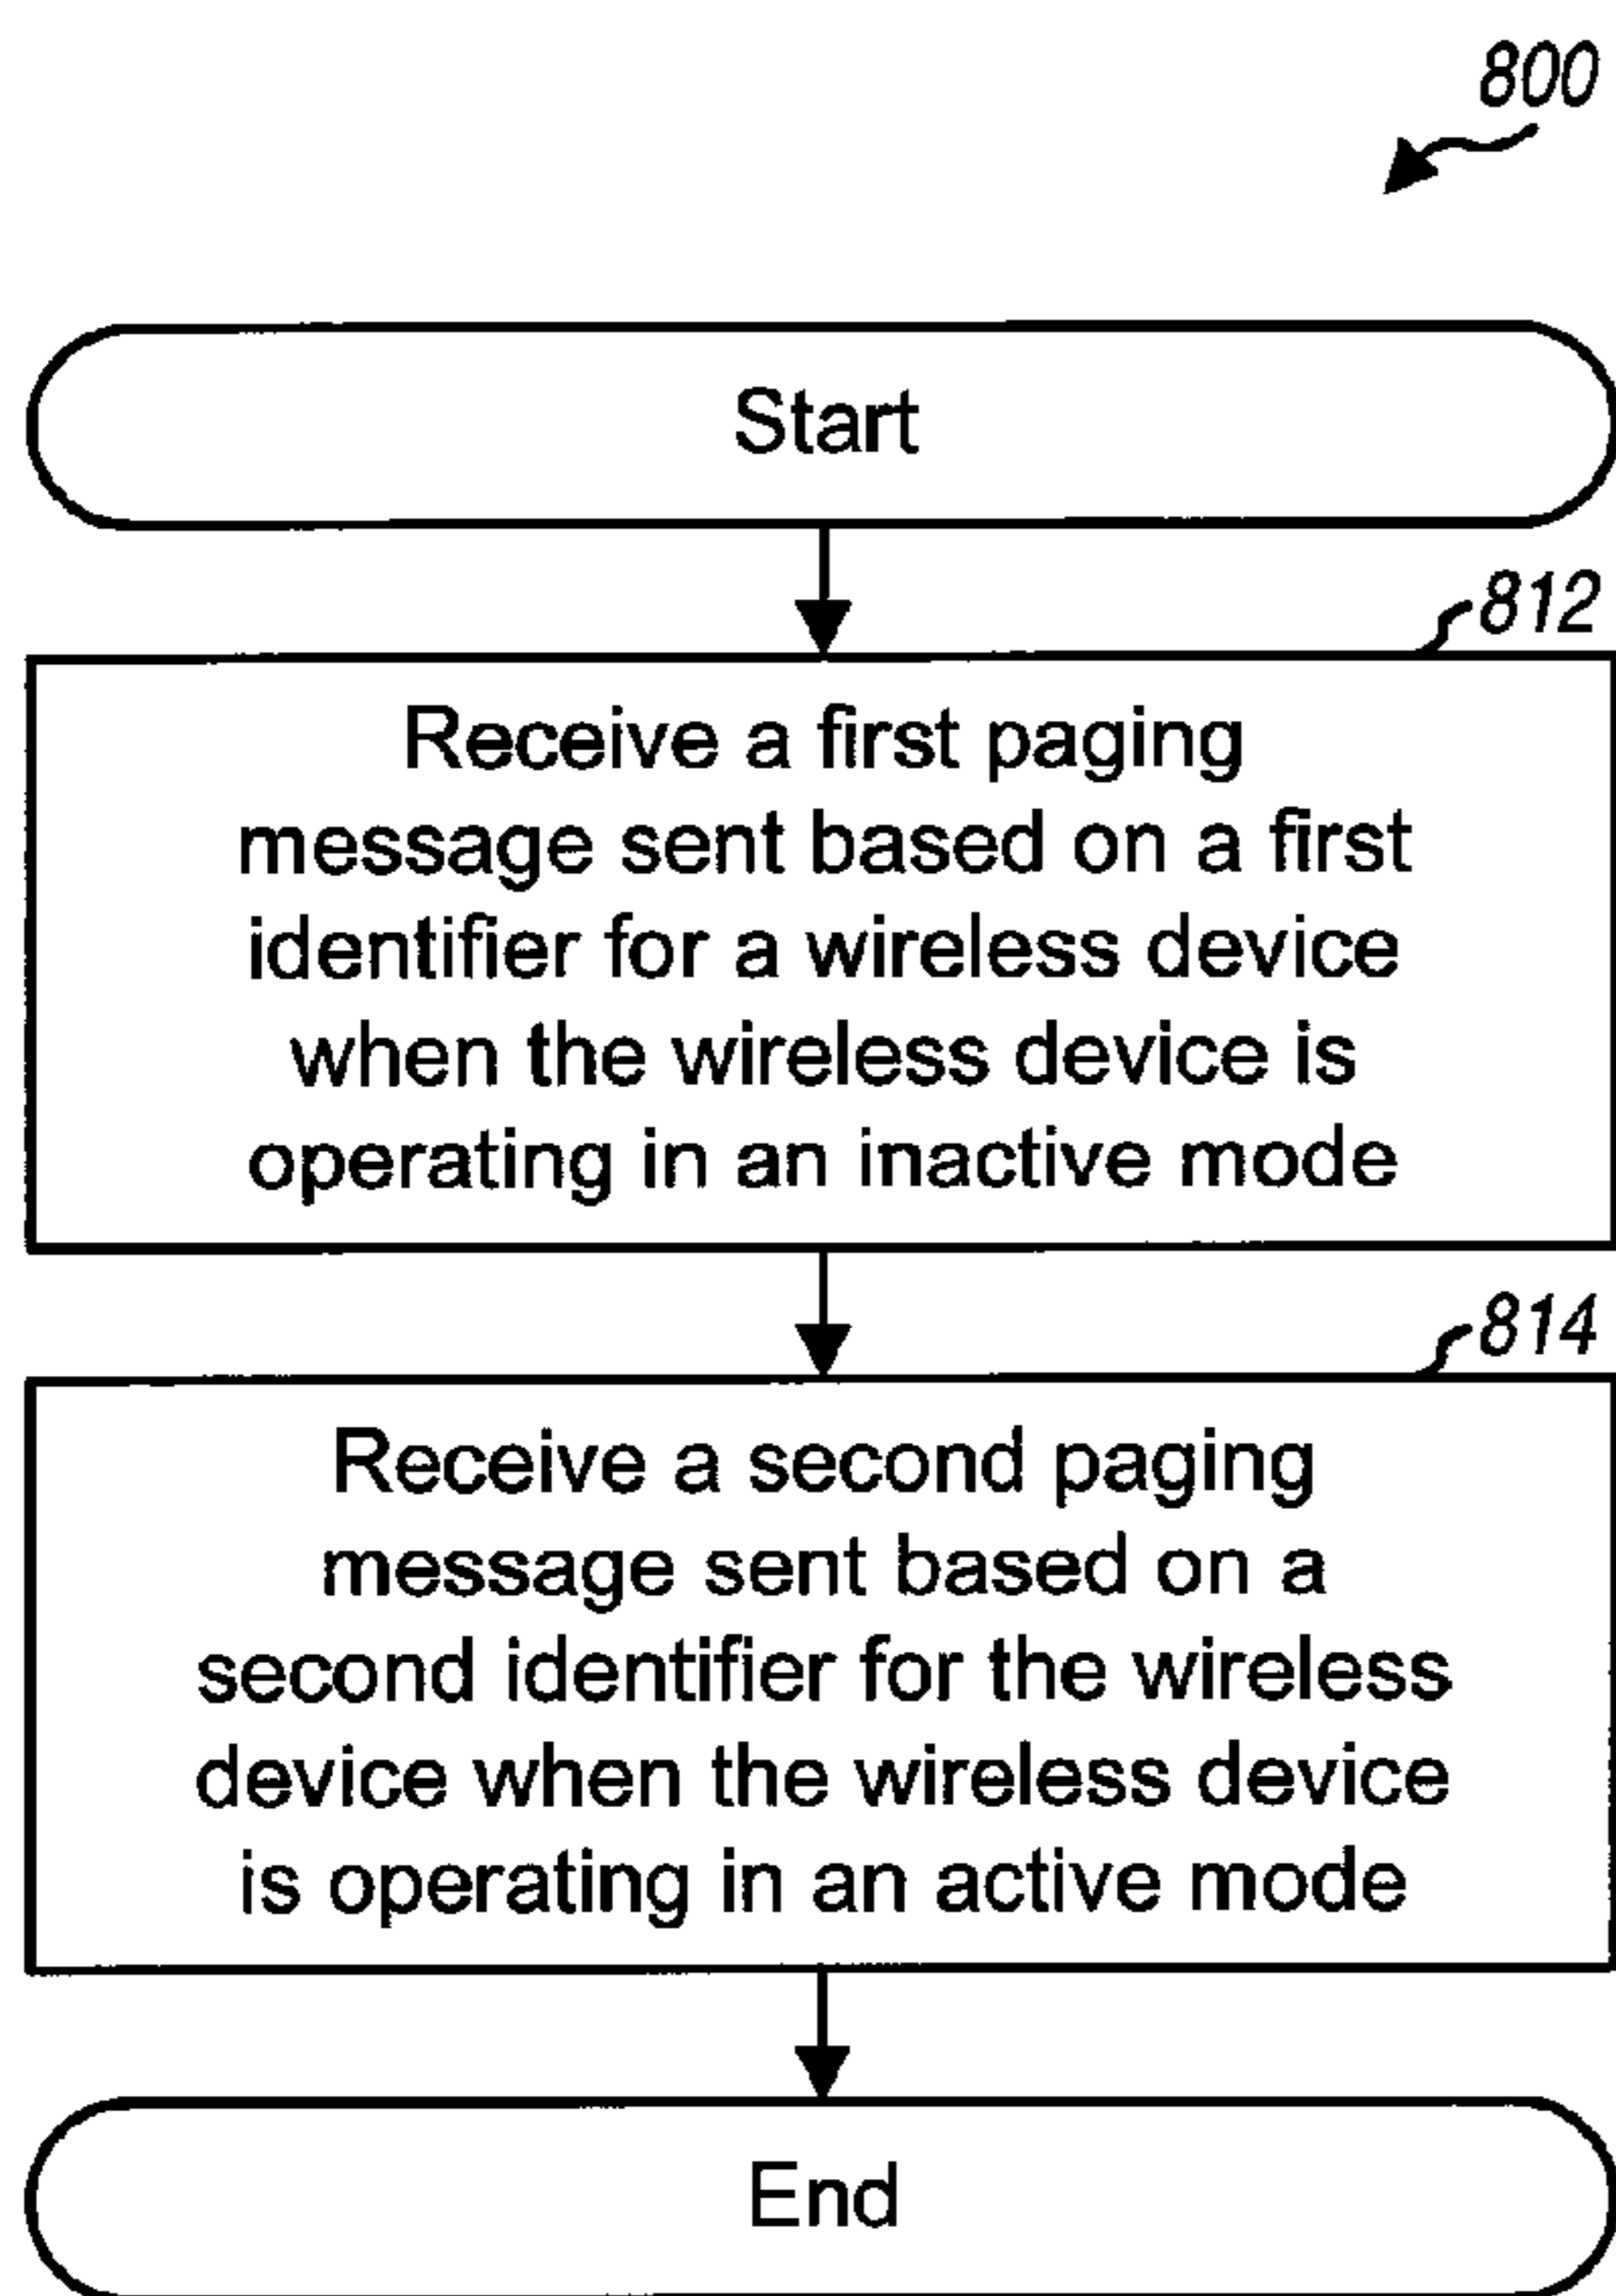 800
Start
812
Receive a first paging
message sent based on a first
identifier for a wireless device
when the wireless device is
operating in an inactive mode
814
Receive a second paging
message sent based on a
second identifier for the wireless
device when the wireless device
is operating in an active mode
End